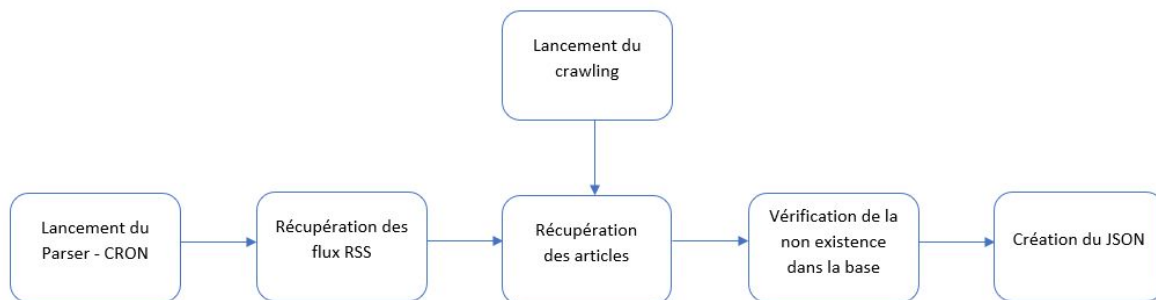 Lancement du
crawling
Lancement du
Parser - CRON
Récupération des
flux RSS
Récupération
des articles
Vérification de la
non existence
dans la base
Création du JSON